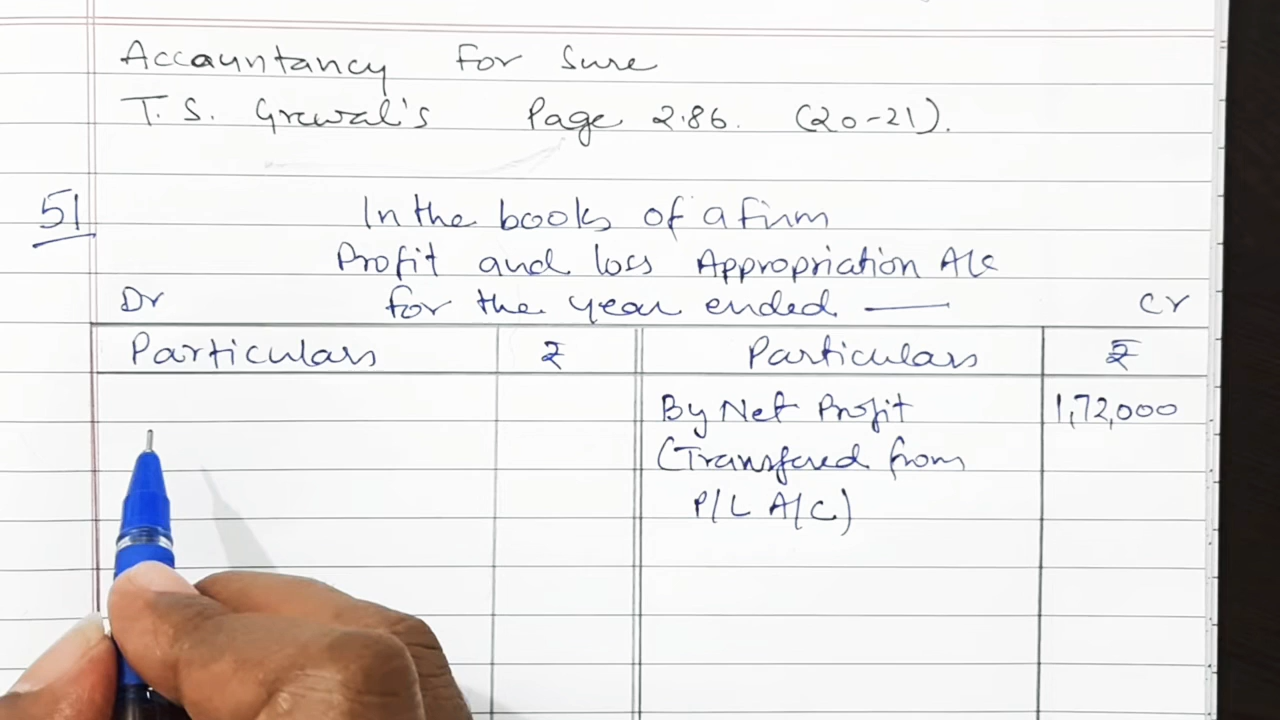 Accauntancy For Sure
T. S. Grewal's Page 2.86. (20-21).
51 In the books of a firm
Profit and loss Appropriation A/c
Dr for the year ended — Cr
Particulars ₹ Particulars ₹
By Net Profit 1,72,000
(Transfered from
P/L A/C)